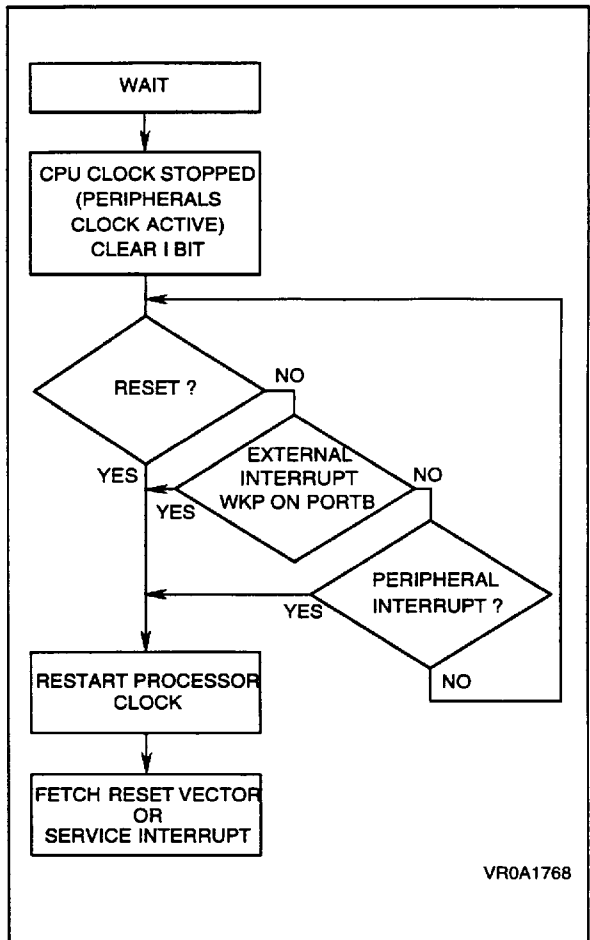 WAIT
CPU CLOCK STOPPED
(PERIPHERALS
CLOCK ACTIVE)
CLEAR I BIT
RESET ?
NO
YES
EXTERNAL
INTERRUPT
WKP ON PORTB
NO
YES
PERIPHERAL
INTERRUPT ?
YES
NO
RESTART PROCESSOR
CLOCK
FETCH RESET VECTOR
OR
SERVICE INTERRUPT
VR0A1768